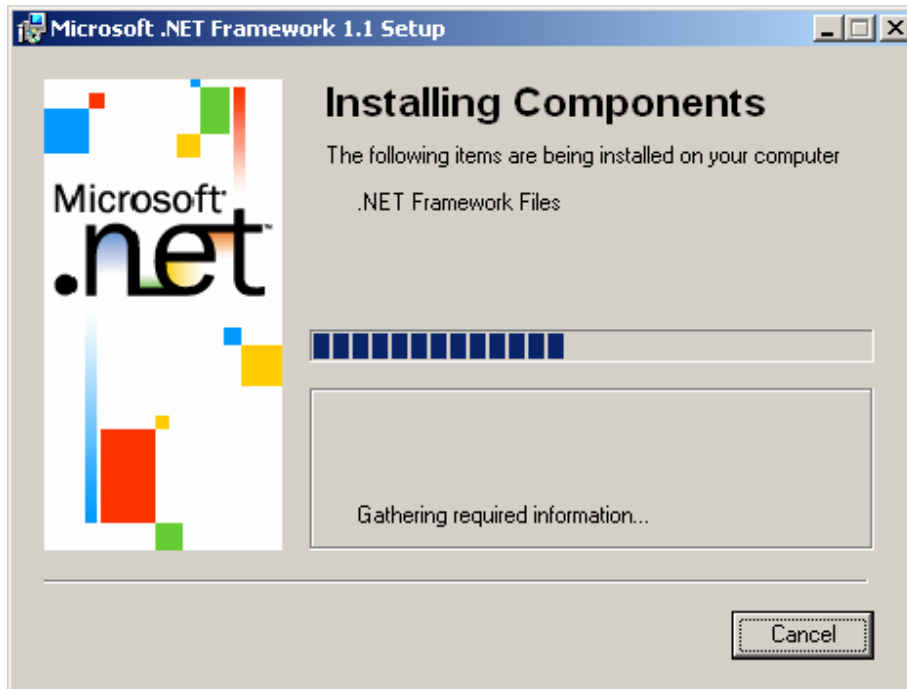 Microsoft .NET Framework 1.1 Setup
Installing Components
The following items are being installed on your computer
.NET Framework Files
Microsoft
.net™
Gathering required information...
Cancel